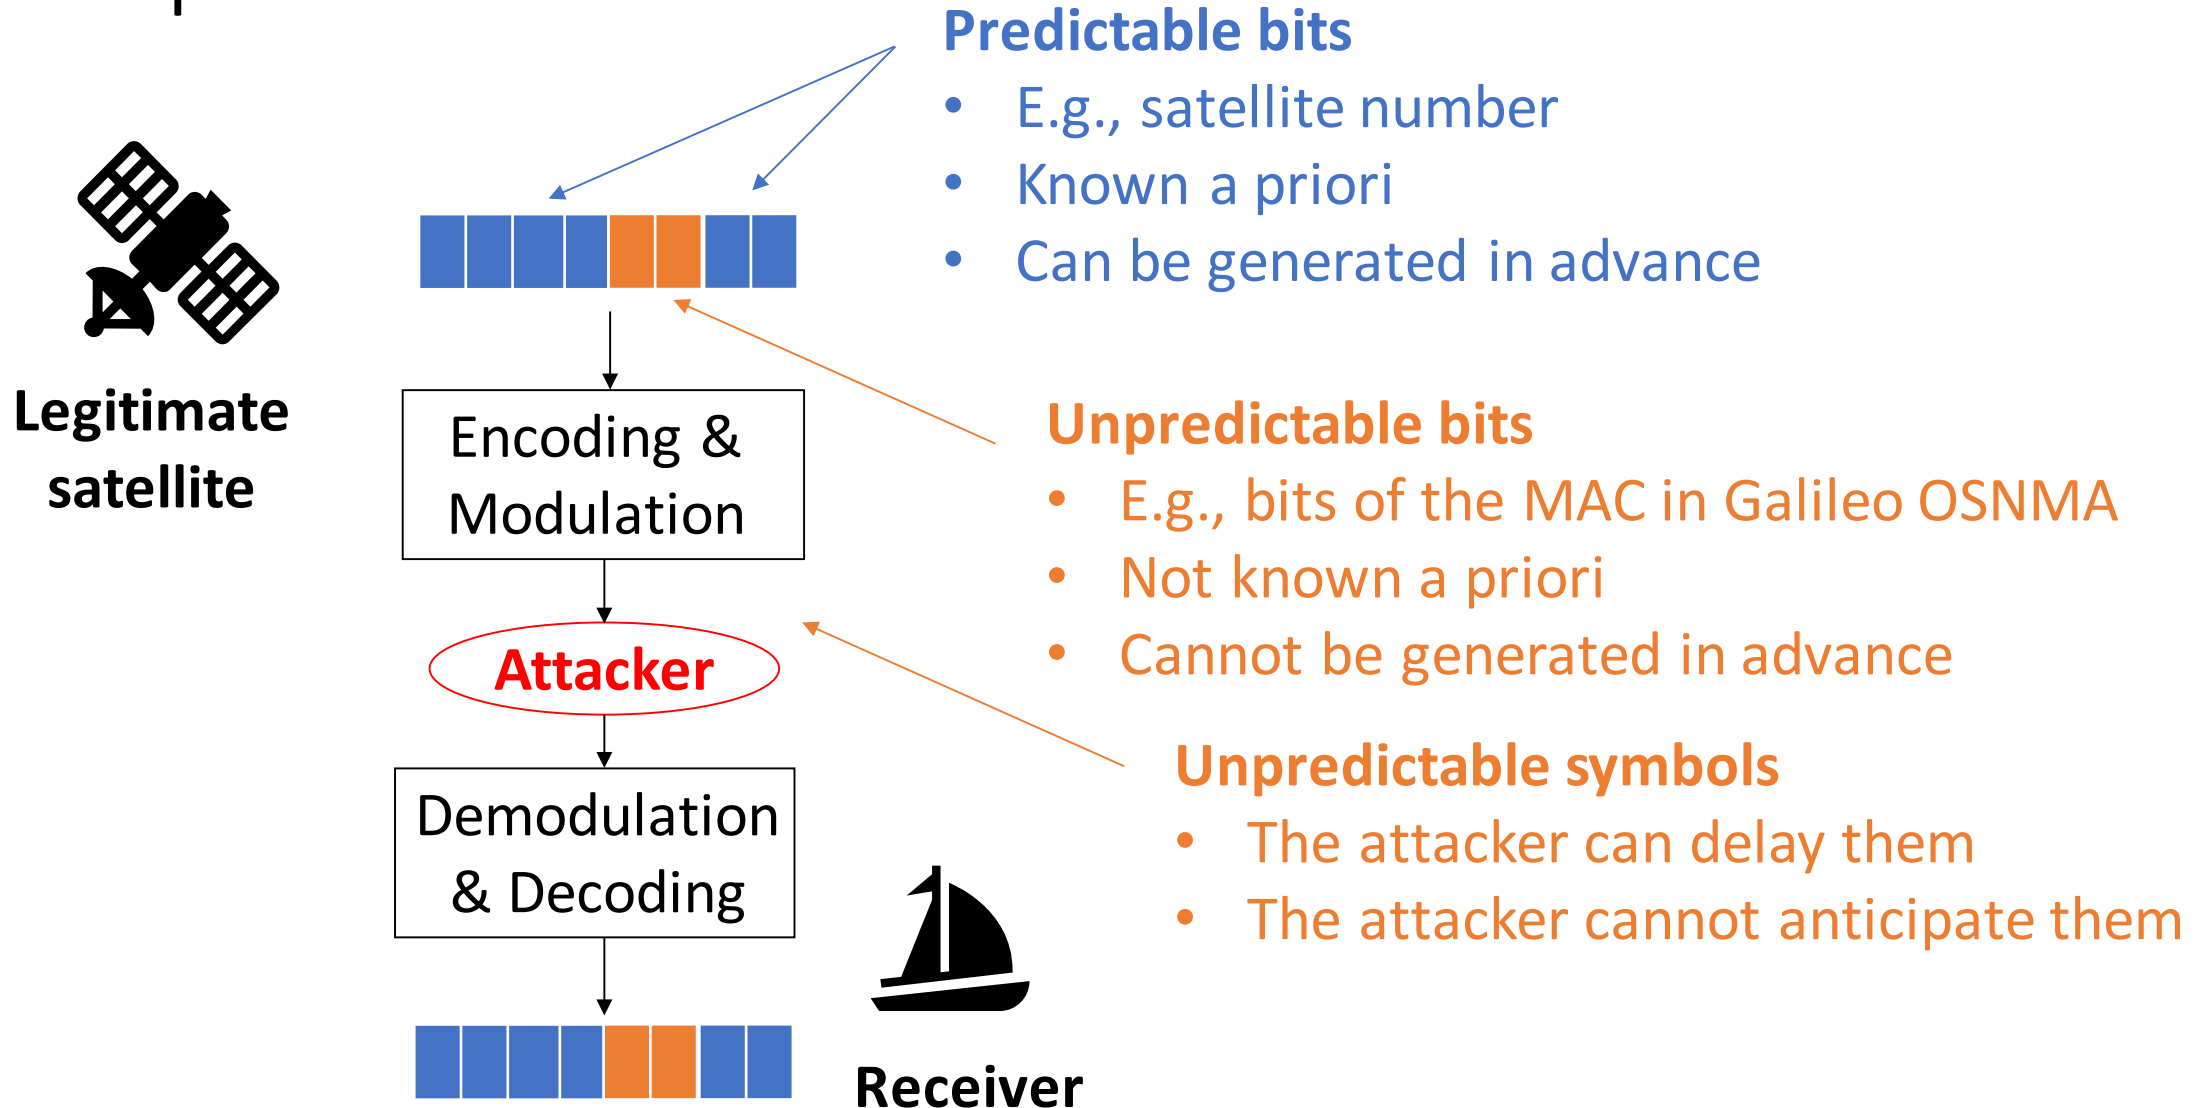 Predictable bits
• E.g., satellite number
• Known a priori
• Can be generated in advance
Legitimate
satellite
Encoding &
Modulation
Unpredictable bits
• E.g., bits of the MAC in Galileo OSNMA
• Not known a priori
• Cannot be generated in advance
Attacker
Unpredictable symbols
• The attacker can delay them
• The attacker cannot anticipate them
Demodulation
& Decoding
Receiver